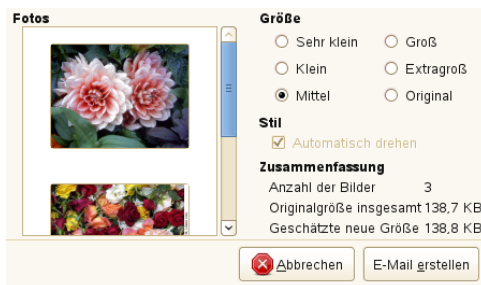 Fotos
Größe
Sehr klein
Groß
Klein
Extragroß
Mittel
Original
Stil
Automatisch drehen
Zusammenfassung
Anzahl der Bilder 3
Originalgröße insgesamt 138,7 KB
Geschätzte neue Größe 138,8 KB
Abbrechen
E-Mail erstellen